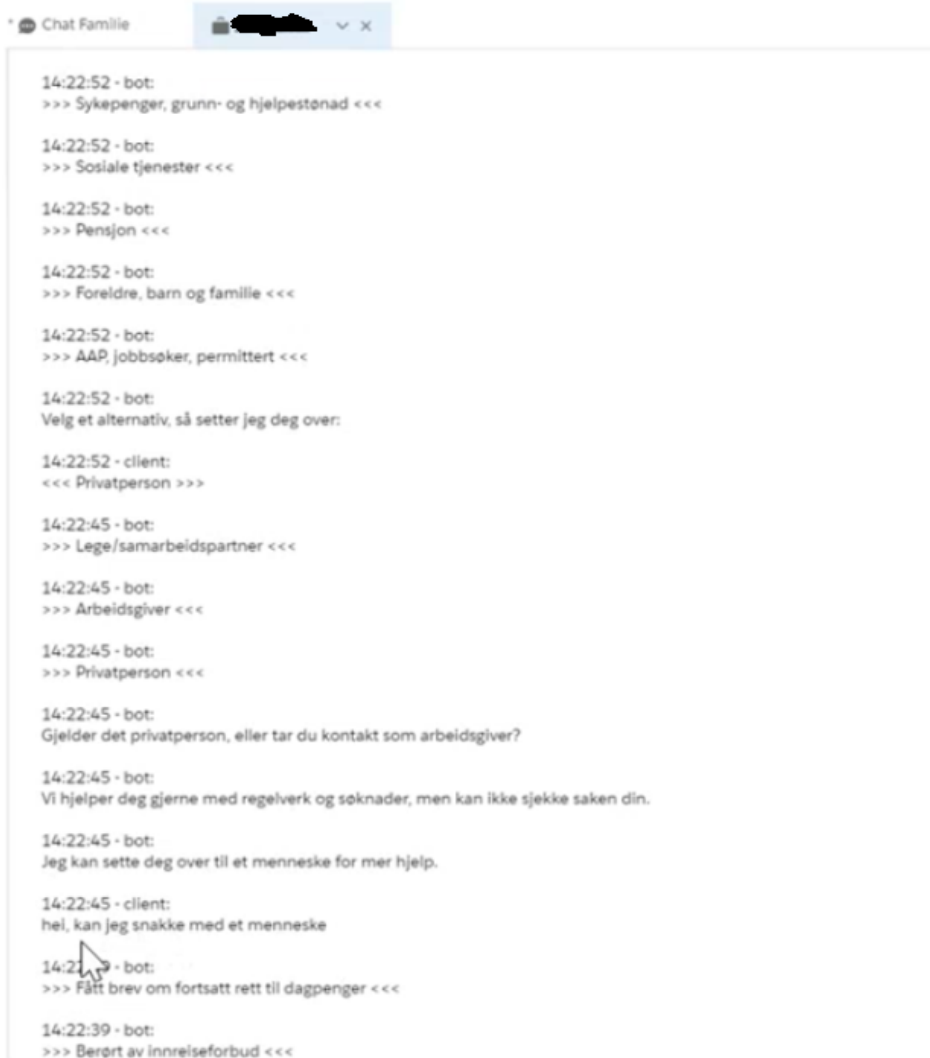 * Chat Familie
14:22:52 - bot:
>>> Sykepenger, grunn- og hjelpestønad <<<
14:22:52 - bot:
>>> Sosiale tjenester <<<
14:22:52 - bot:
>>> Pensjon <<<
14:22:52 - bot:
>>> Foreldre, barn og familie <<<
14:22:52 - bot:
>>> AAP, jobbsøker, permittert <<<
14:22:52 - bot:
Velg et alternativ, så setter jeg deg over:
14:22:52 - client:
<<< Privatperson >>>
14:22:45 - bot:
>>> Lege/samarbeidspartner <<<
14:22:45 - bot:
>>> Arbeidsgiver <<<
14:22:45 - bot:
>>> Privatperson <<<
14:22:45 - bot:
Gjelder det privatperson, eller tar du kontakt som arbeidsgiver?
14:22:45 - bot:
Vi hjelper deg gjerne med regelverk og søknader, men kan ikke sjekke saken din.
14:22:45 - bot:
Jeg kan sette deg over til et menneske for mer hjelp.
14:22:45 - client:
hei, kan jeg snakke med et menneske
- bot:
>>> Fått brev om fortsatt rett til dagpenger <<<
14:22:39 - bot:
>>> Berørt av innreiseforbud <<<